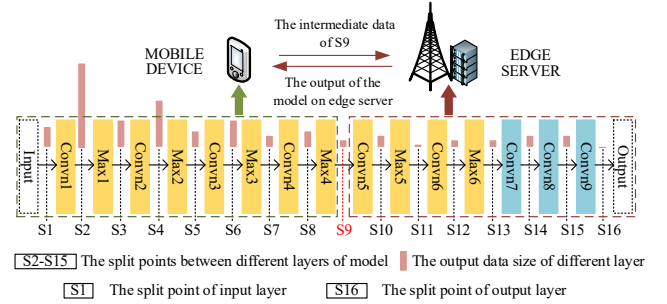 The intermediate data
of S9
MOBILE
DEVICE
EDGE
SERVER
The output of the
model on edge server
Input
Convn1
Max1
Convn2
Max2
Convn3
Max3
Convn4
Max4
Convn5
Max5
Convn6
Max6
Convn7
Convn8
Convn9
Output
S1 S2 S3 S4 S5 S6 S7 S8 S9 S10 S11 S12 S13 S14 S15 S16
S2-S15 The split points between different layers of model
The output data size of different layer
S1 The split point of input layer
S16 The split point of output layer